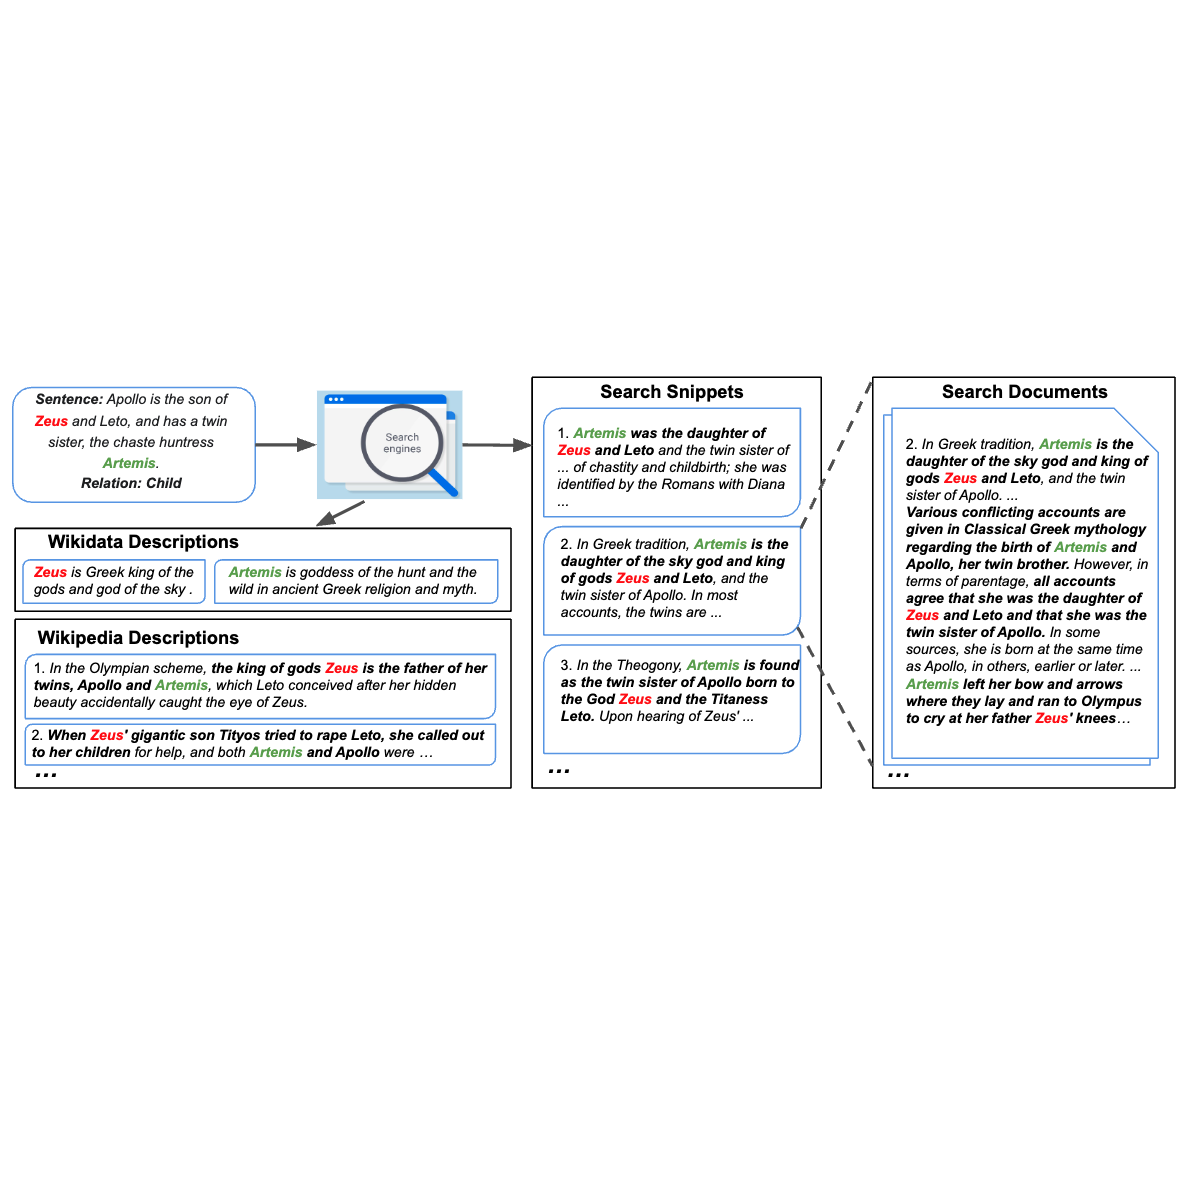 Sentence: Apollo is the son of
Zeus and Leto, and has a twin
sister, the chaste huntress
Artemis.
Relation: Child
Search
engines
Wikidata Descriptions
Zeus is Greek king of the
gods and god of the sky .
Artemis is goddess of the hunt and the
wild in ancient Greek religion and myth.
Wikipedia Descriptions
1. In the Olympian scheme, the king of gods Zeus is the father of her
twins, Apollo and Artemis, which Leto conceived after her hidden
beauty accidentally caught the eye of Zeus.
2. When Zeus' gigantic son Tityos tried to rape Leto, she called out
to her children for help, and both Artemis and Apollo were …
...
Search Snippets
1. Artemis was the daughter of
Zeus and Leto and the twin sister of
... of chastity and childbirth; she was
identified by the Romans with Diana
...
2. In Greek tradition, Artemis is the
daughter of the sky god and king
of gods Zeus and Leto, and the
twin sister of Apollo. In most
accounts, the twins are ...
3. In the Theogony, Artemis is found
as the twin sister of Apollo born to
the God Zeus and the Titaness
Leto. Upon hearing of Zeus' ...
...
Search Documents
2. In Greek tradition, Artemis is the
daughter of the sky god and king of
gods Zeus and Leto, and the twin
sister of Apollo. ...
Various conflicting accounts are
given in Classical Greek mythology
regarding the birth of Artemis and
Apollo, her twin brother. However, in
terms of parentage, all accounts
agree that she was the daughter of
Zeus and Leto and that she was the
twin sister of Apollo. In some
sources, she is born at the same time
as Apollo, in others, earlier or later. ...
Artemis left her bow and arrows
where they lay and ran to Olympus
to cry at her father Zeus' knees…
...